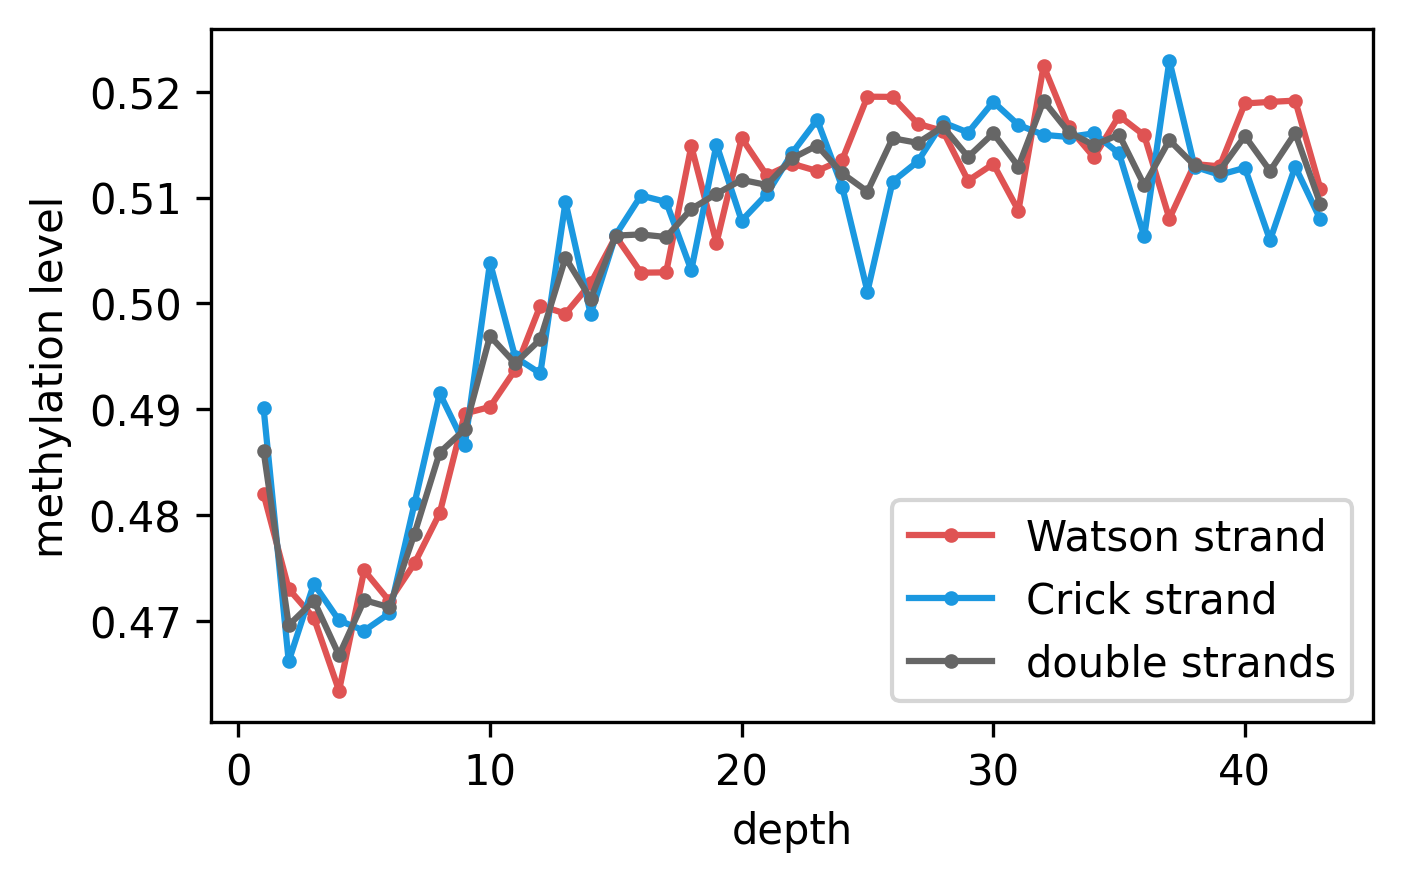 0.52
0.51
0.50
0.49
0.48
0.47
methylation level
Watson strand
Crick strand
double strands
0 10 20 30 40
depth